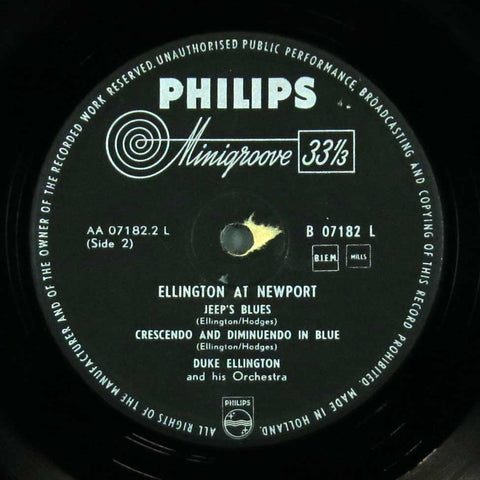 ALL RIGHTS OF THE MANUFACTURER AND OF THE OWNER OF THE RECORDED WORK RESERVED. UNAUTHORISED PUBLIC PERFORMANCE, BROADCASTING AND COPYING OF THIS RECORD PROHIBITED. MADE IN HOLLAND.
PHILIPS
Minigroove 33⅓
AA 07182.2 L
(Side 2)
B 07182 L
B.I.E.M. MILLS
ELLINGTON AT NEWPORT
JEEP'S BLUES
(Ellington/Hodges)
CRESCENDO AND DIMINUENDO IN BLUE
(Ellington/Hodges)
DUKE ELLINGTON
and his Orchestra
PHILIPS